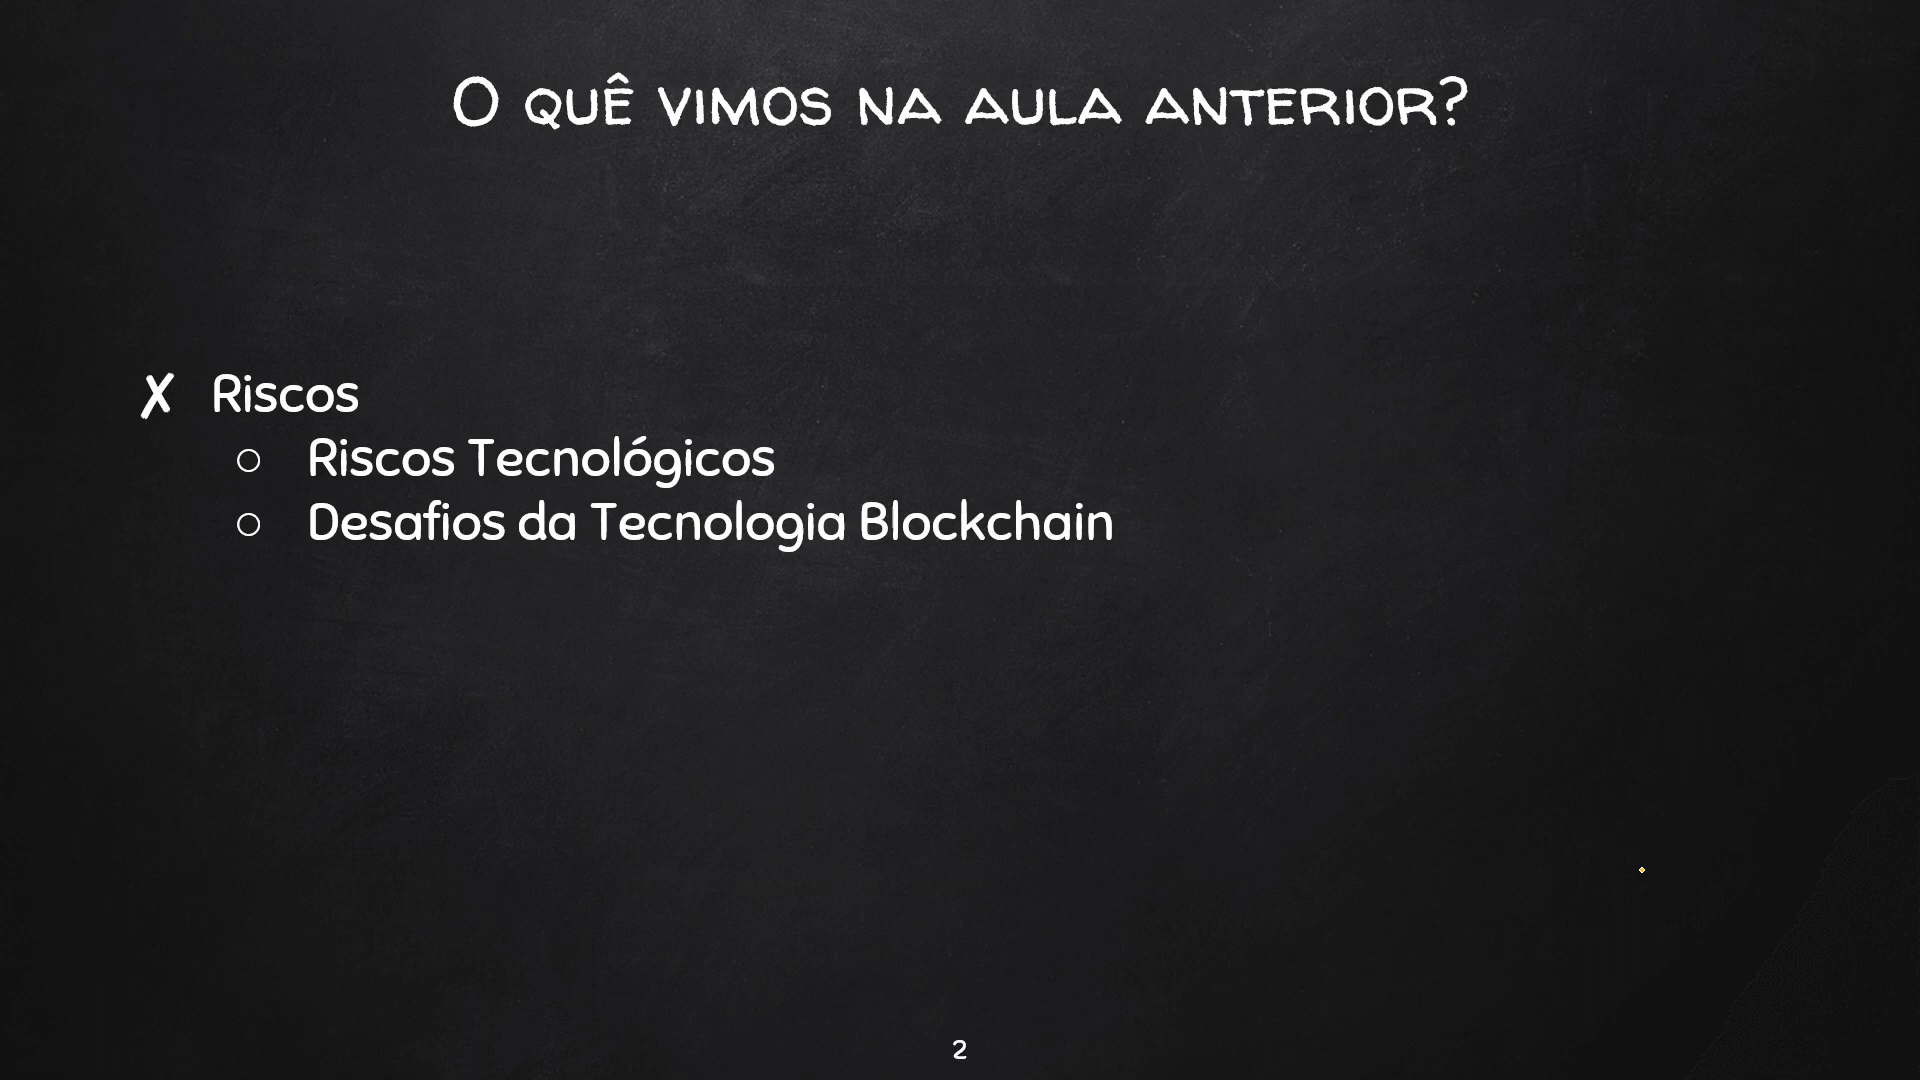 O quê vimos na aula anterior?
✗ Riscos
○ Riscos Tecnológicos
○ Desafios da Tecnologia Blockchain
2